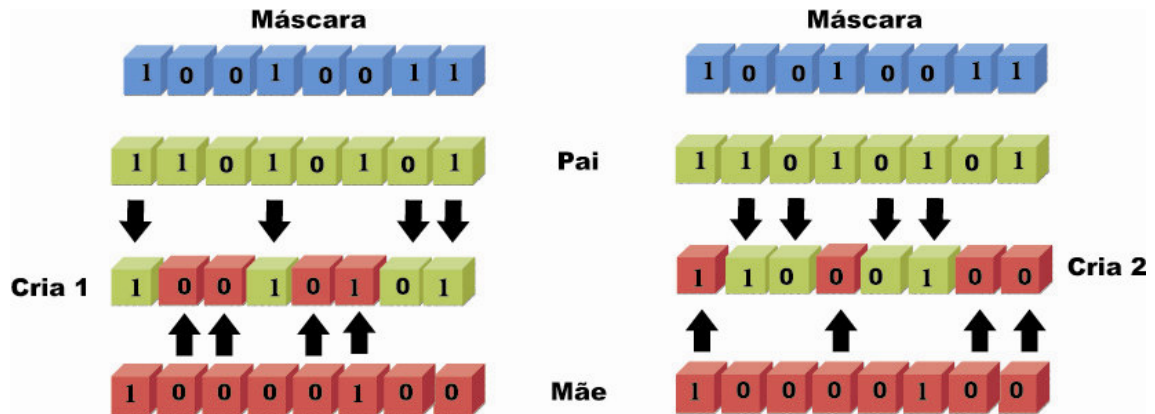 Máscara Máscara
1 0 0 1 0 0 1 1 1 0 0 1 0 0 1 1
1 1 0 1 0 1 0 1 Pai 1 1 0 1 0 1 0 1
Cria 1 1 0 0 1 0 1 0 1 1 1 0 0 0 1 0 0 Cria 2
1 0 0 0 0 1 0 0 Mãe 1 0 0 0 0 1 0 0